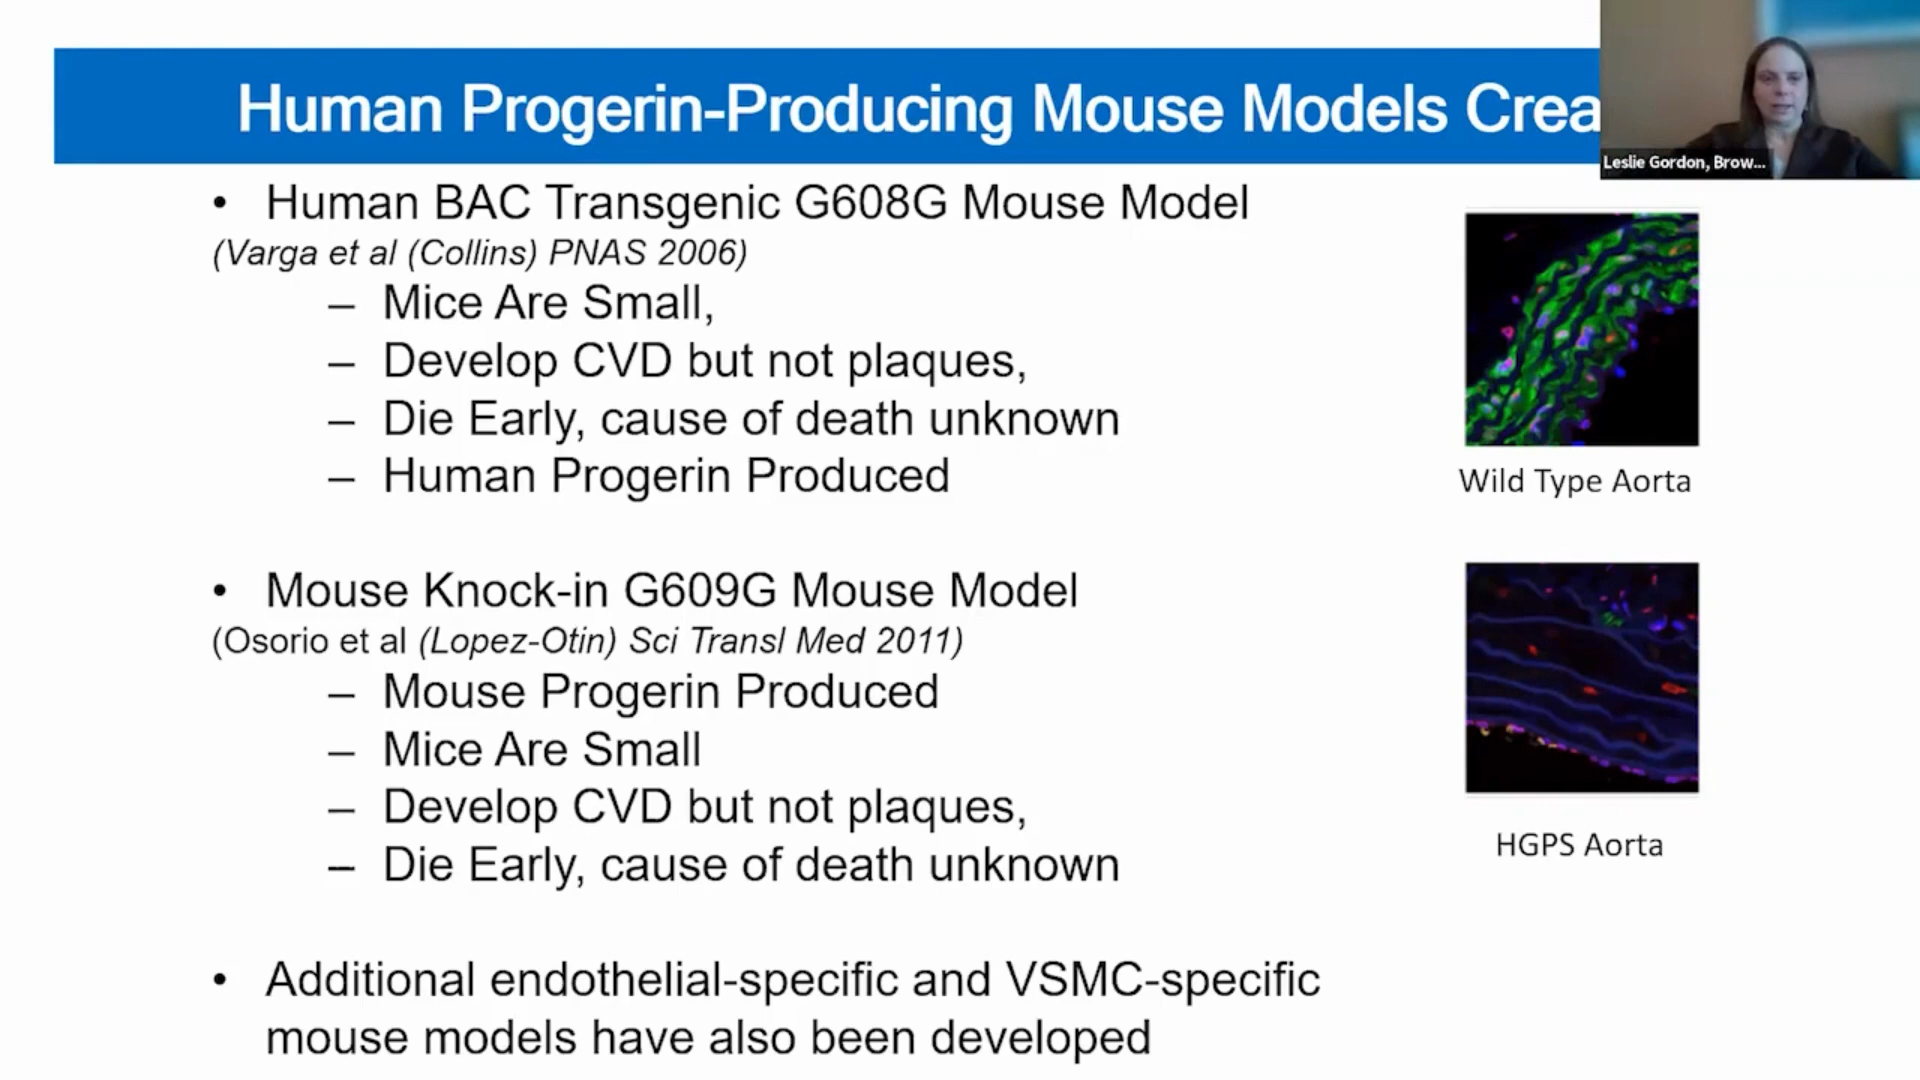 Human Progerin-Producing Mouse Models Crea
Leslie Gordon, Brow...
• Human BAC Transgenic G608G Mouse Model
(Varga et al (Collins) PNAS 2006)
– Mice Are Small,
– Develop CVD but not plaques,
– Die Early, cause of death unknown
– Human Progerin Produced
Wild Type Aorta
• Mouse Knock-in G609G Mouse Model
(Osorio et al (Lopez-Otin) Sci Transl Med 2011)
– Mouse Progerin Produced
– Mice Are Small
– Develop CVD but not plaques,
– Die Early, cause of death unknown
HGPS Aorta
• Additional endothelial-specific and VSMC-specific
mouse models have also been developed